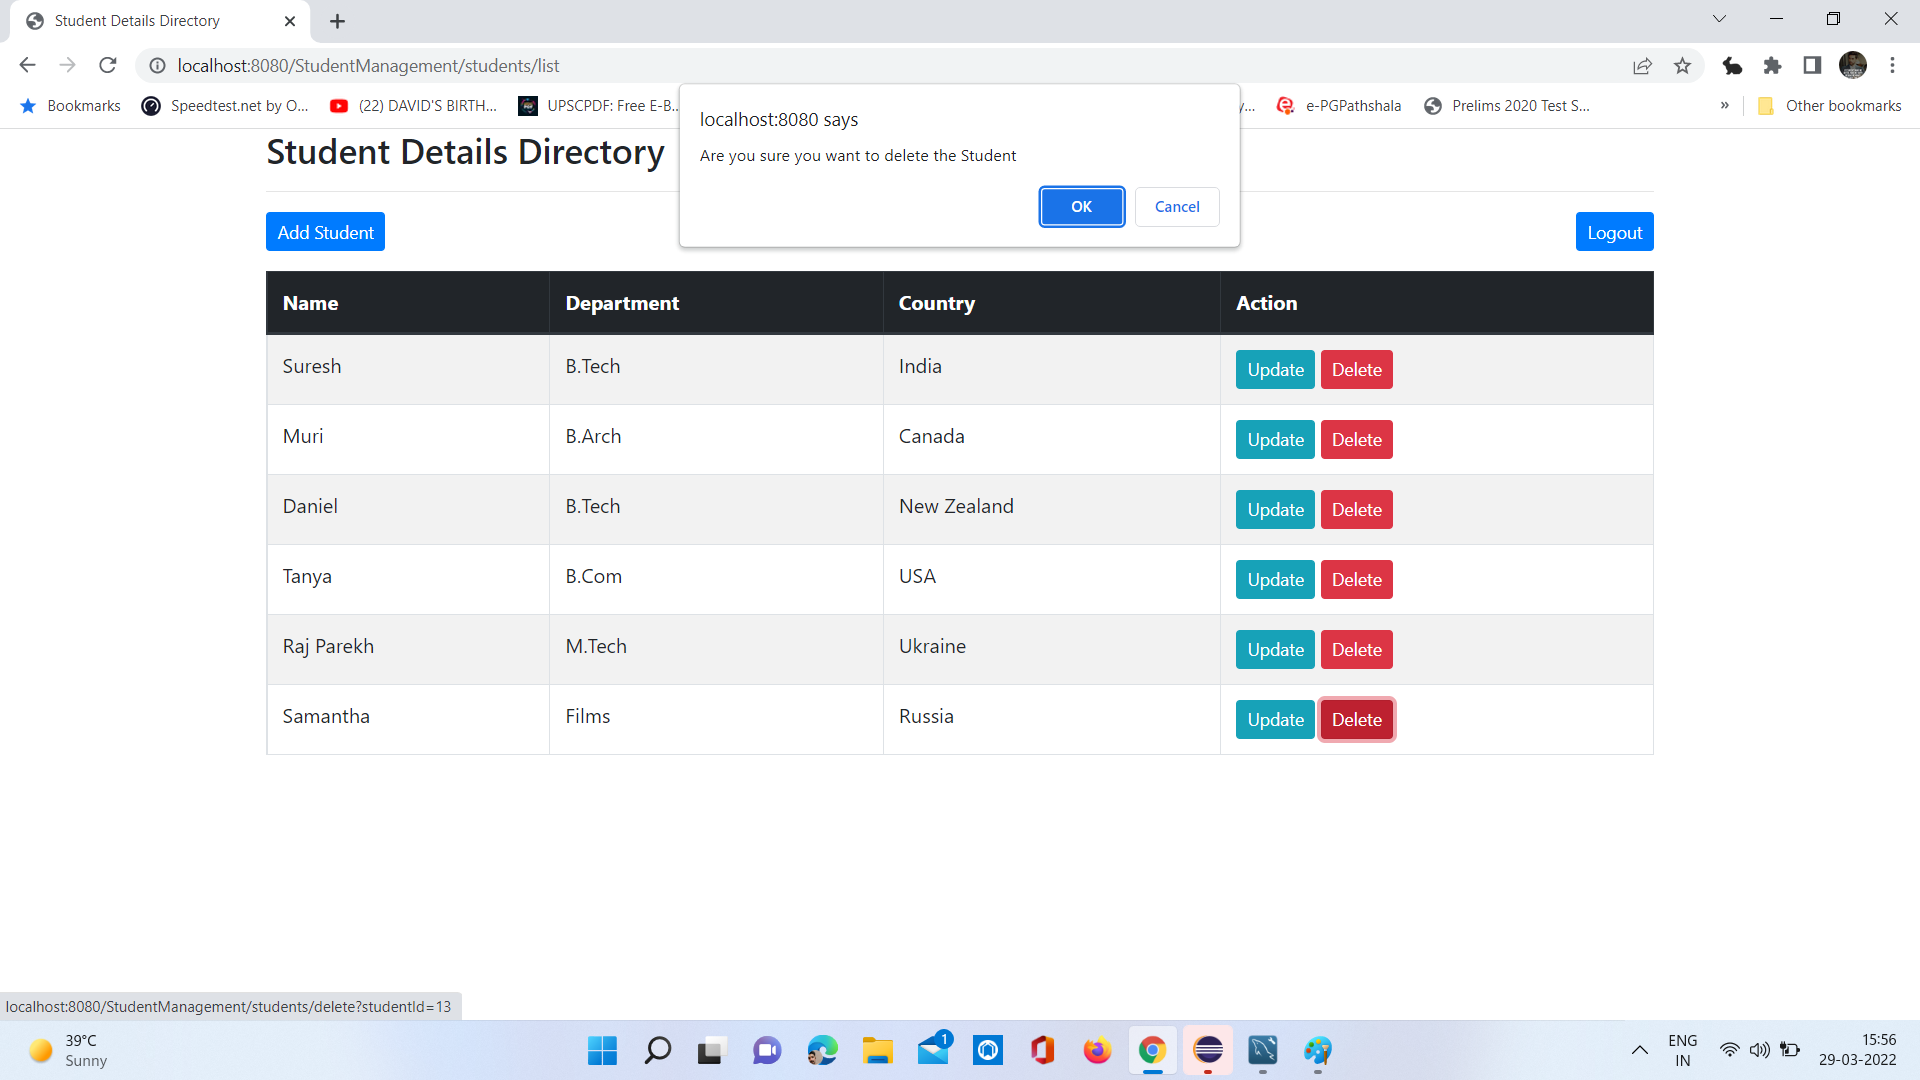 Student Details Directory
localhost:8080/StudentManagement/students/list
Bookmarks
Speedtest.net by O...
(22) DAVID'S BIRTH...
UPSCPDF: Free E-B...
y...
e-PGPathshala
Prelims 2020 Test S...
»
Other bookmarks
localhost:8080 says
Are you sure you want to delete the Student
OK Cancel
Student Details Directory
Add Student
Logout
Name Department Country Action
Suresh B.Tech India Update Delete
Muri B.Arch Canada Update Delete
Daniel B.Tech New Zealand Update Delete
Tanya B.Com USA Update Delete
Raj Parekh M.Tech Ukraine Update Delete
Samantha Films Russia Update Delete
localhost:8080/StudentManagement/students/delete?studentId=13
39°C
Sunny
1
ENG
IN
15:56
29-03-2022